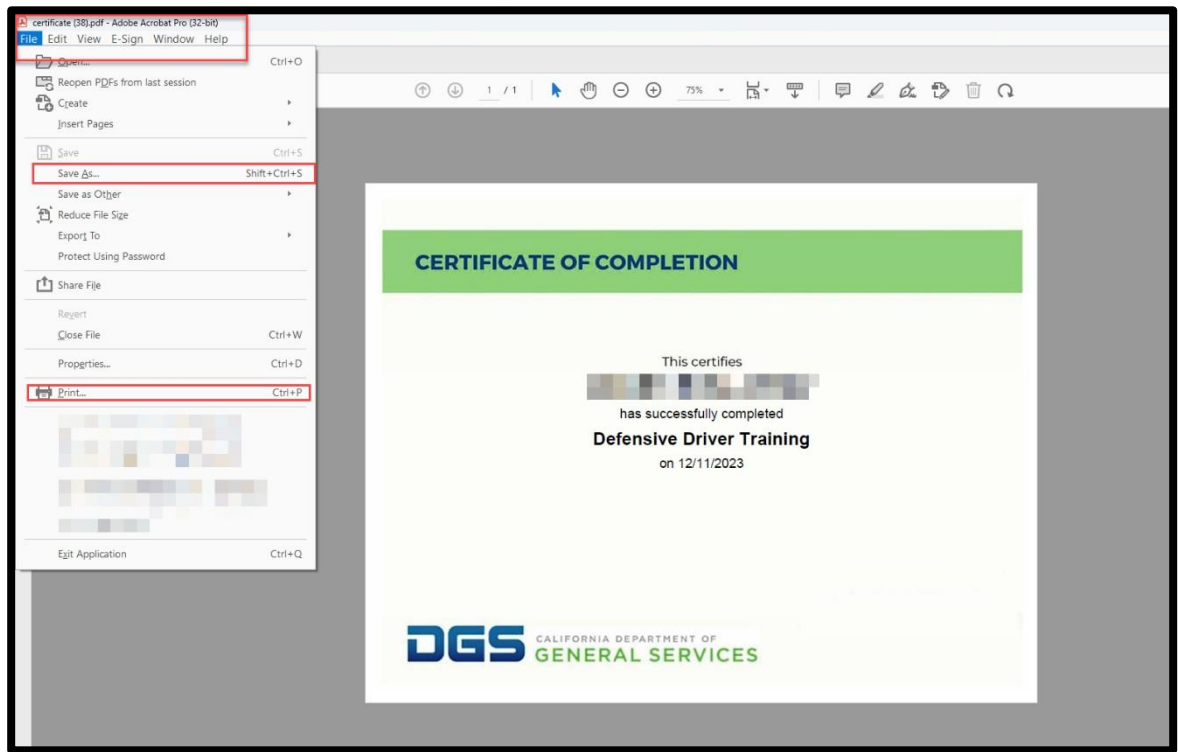 certificate (38).pdf - Adobe Acrobat Pro (32-bit)
File Edit View E-Sign Window Help
Open... Ctrl+O
Reopen PDFs from last session
Create
Insert Pages
Save Ctrl+S
Save As... Shift+Ctrl+S
Save as Other
Reduce File Size
Export To
Protect Using Password
Share File
Revert
Close File Ctrl+W
Properties... Ctrl+D
Print... Ctrl+P
Exit Application Ctrl+Q
1 / 1 75%
CERTIFICATE OF COMPLETION
This certifies
has successfully completed
Defensive Driver Training
on 12/11/2023
DGS CALIFORNIA DEPARTMENT OF
GENERAL SERVICES